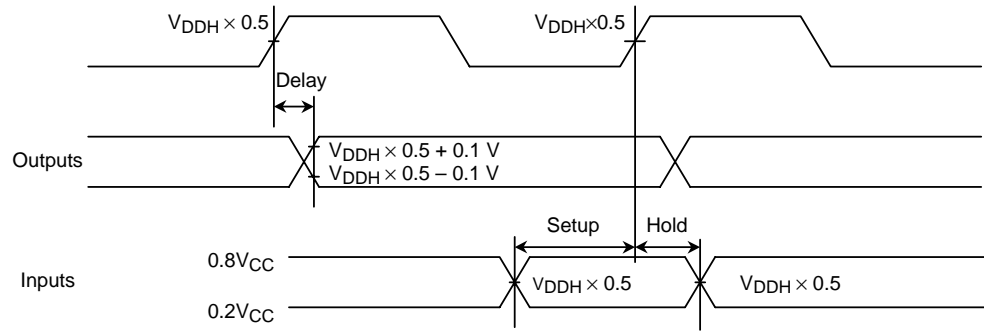 VDDH × 0.5
VDDH×0.5
Delay
Outputs
VDDH × 0.5 + 0.1 V
VDDH × 0.5 – 0.1 V
Setup
Hold
Inputs
0.8VCC
VDDH × 0.5
VDDH × 0.5
0.2VCC